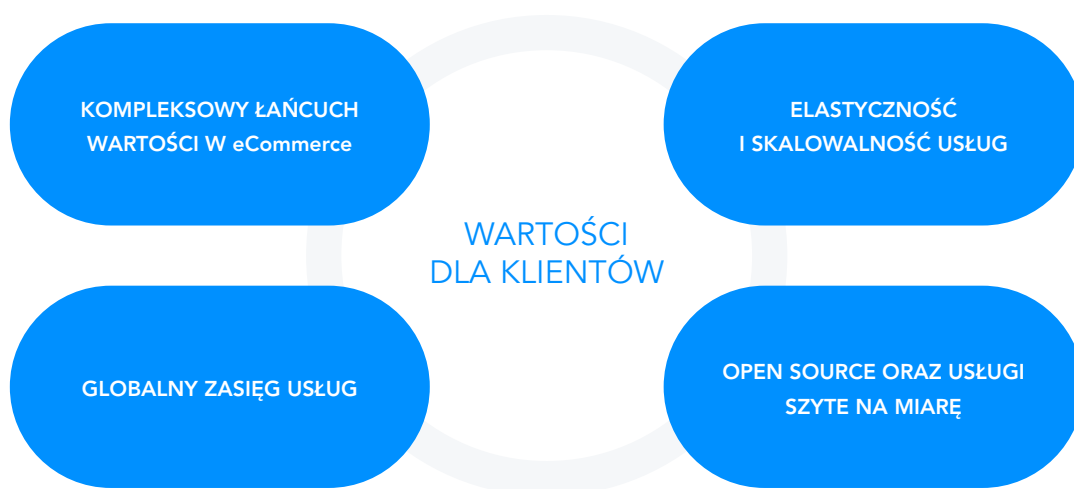 KOMPLEKSOWY ŁAŃCUCH
WARTOŚCI W eCommerce
ELASTYCZNOŚĆ
I SKALOWALNOŚĆ USŁUG
WARTOŚCI
DLA KLIENTÓW
GLOBALNY ZASIĘG USŁUG
OPEN SOURCE ORAZ USŁUGI
SZYTE NA MIARĘ